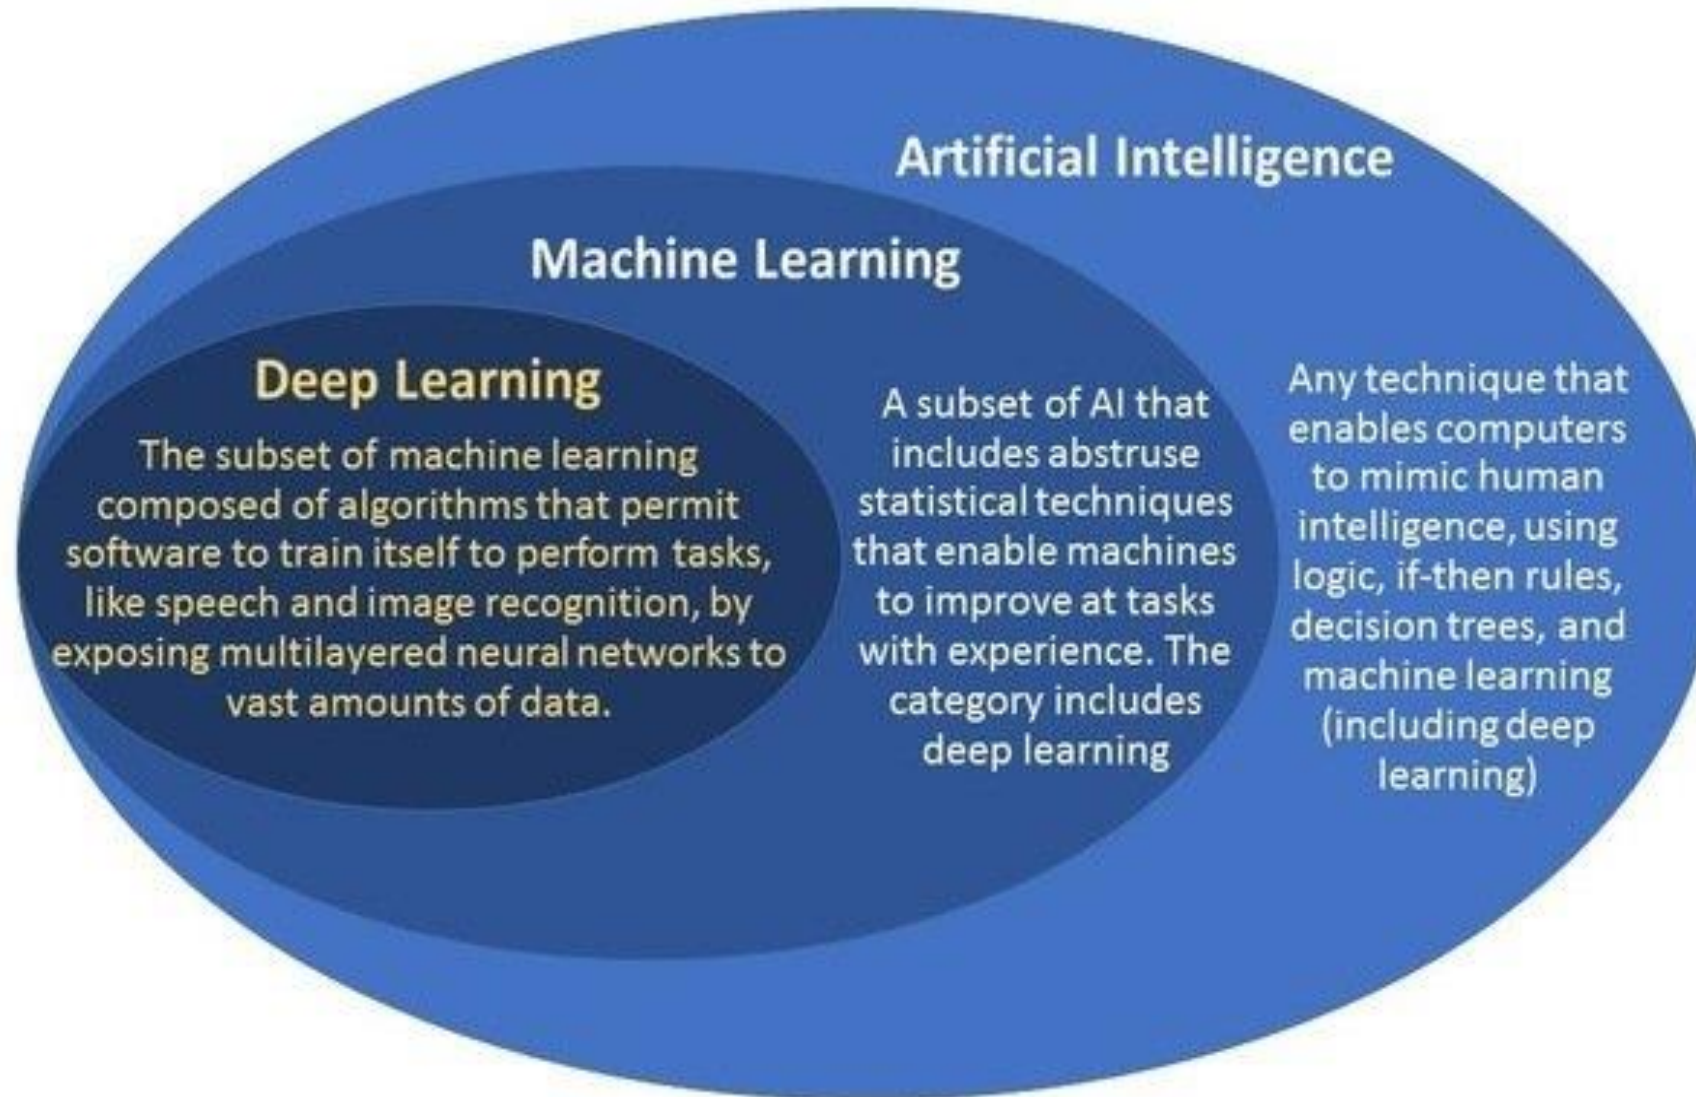 Artificial Intelligence
Machine Learning
Deep Learning
The subset of machine learning
composed of algorithms that permit
software to train itself to perform tasks,
like speech and image recognition, by
exposing multilayered neural networks to
vast amounts of data.
A subset of AI that
includes abstruse
statistical techniques
that enable machines
to improve at tasks
with experience. The
category includes
deep learning
Any technique that
enables computers
to mimic human
intelligence, using
logic, if-then rules,
decision trees, and
machine learning
(including deep
learning)